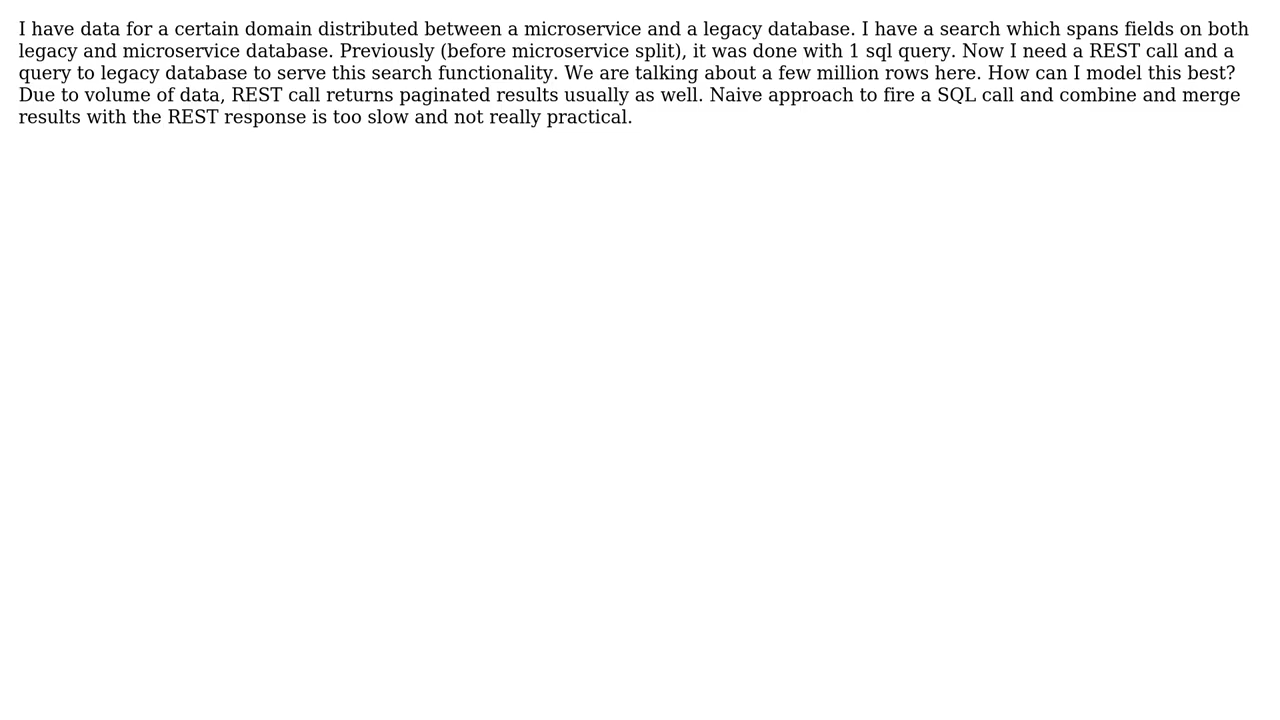 I have data for a certain domain distributed between a microservice and a legacy database. I have a search which spans fields on both
legacy and microservice database. Previously (before microservice split), it was done with 1 sql query. Now I need a REST call and a
query to legacy database to serve this search functionality. We are talking about a few million rows here. How can I model this best?
Due to volume of data, REST call returns paginated results usually as well. Naive approach to fire a SQL call and combine and merge
results with the REST response is too slow and not really practical.